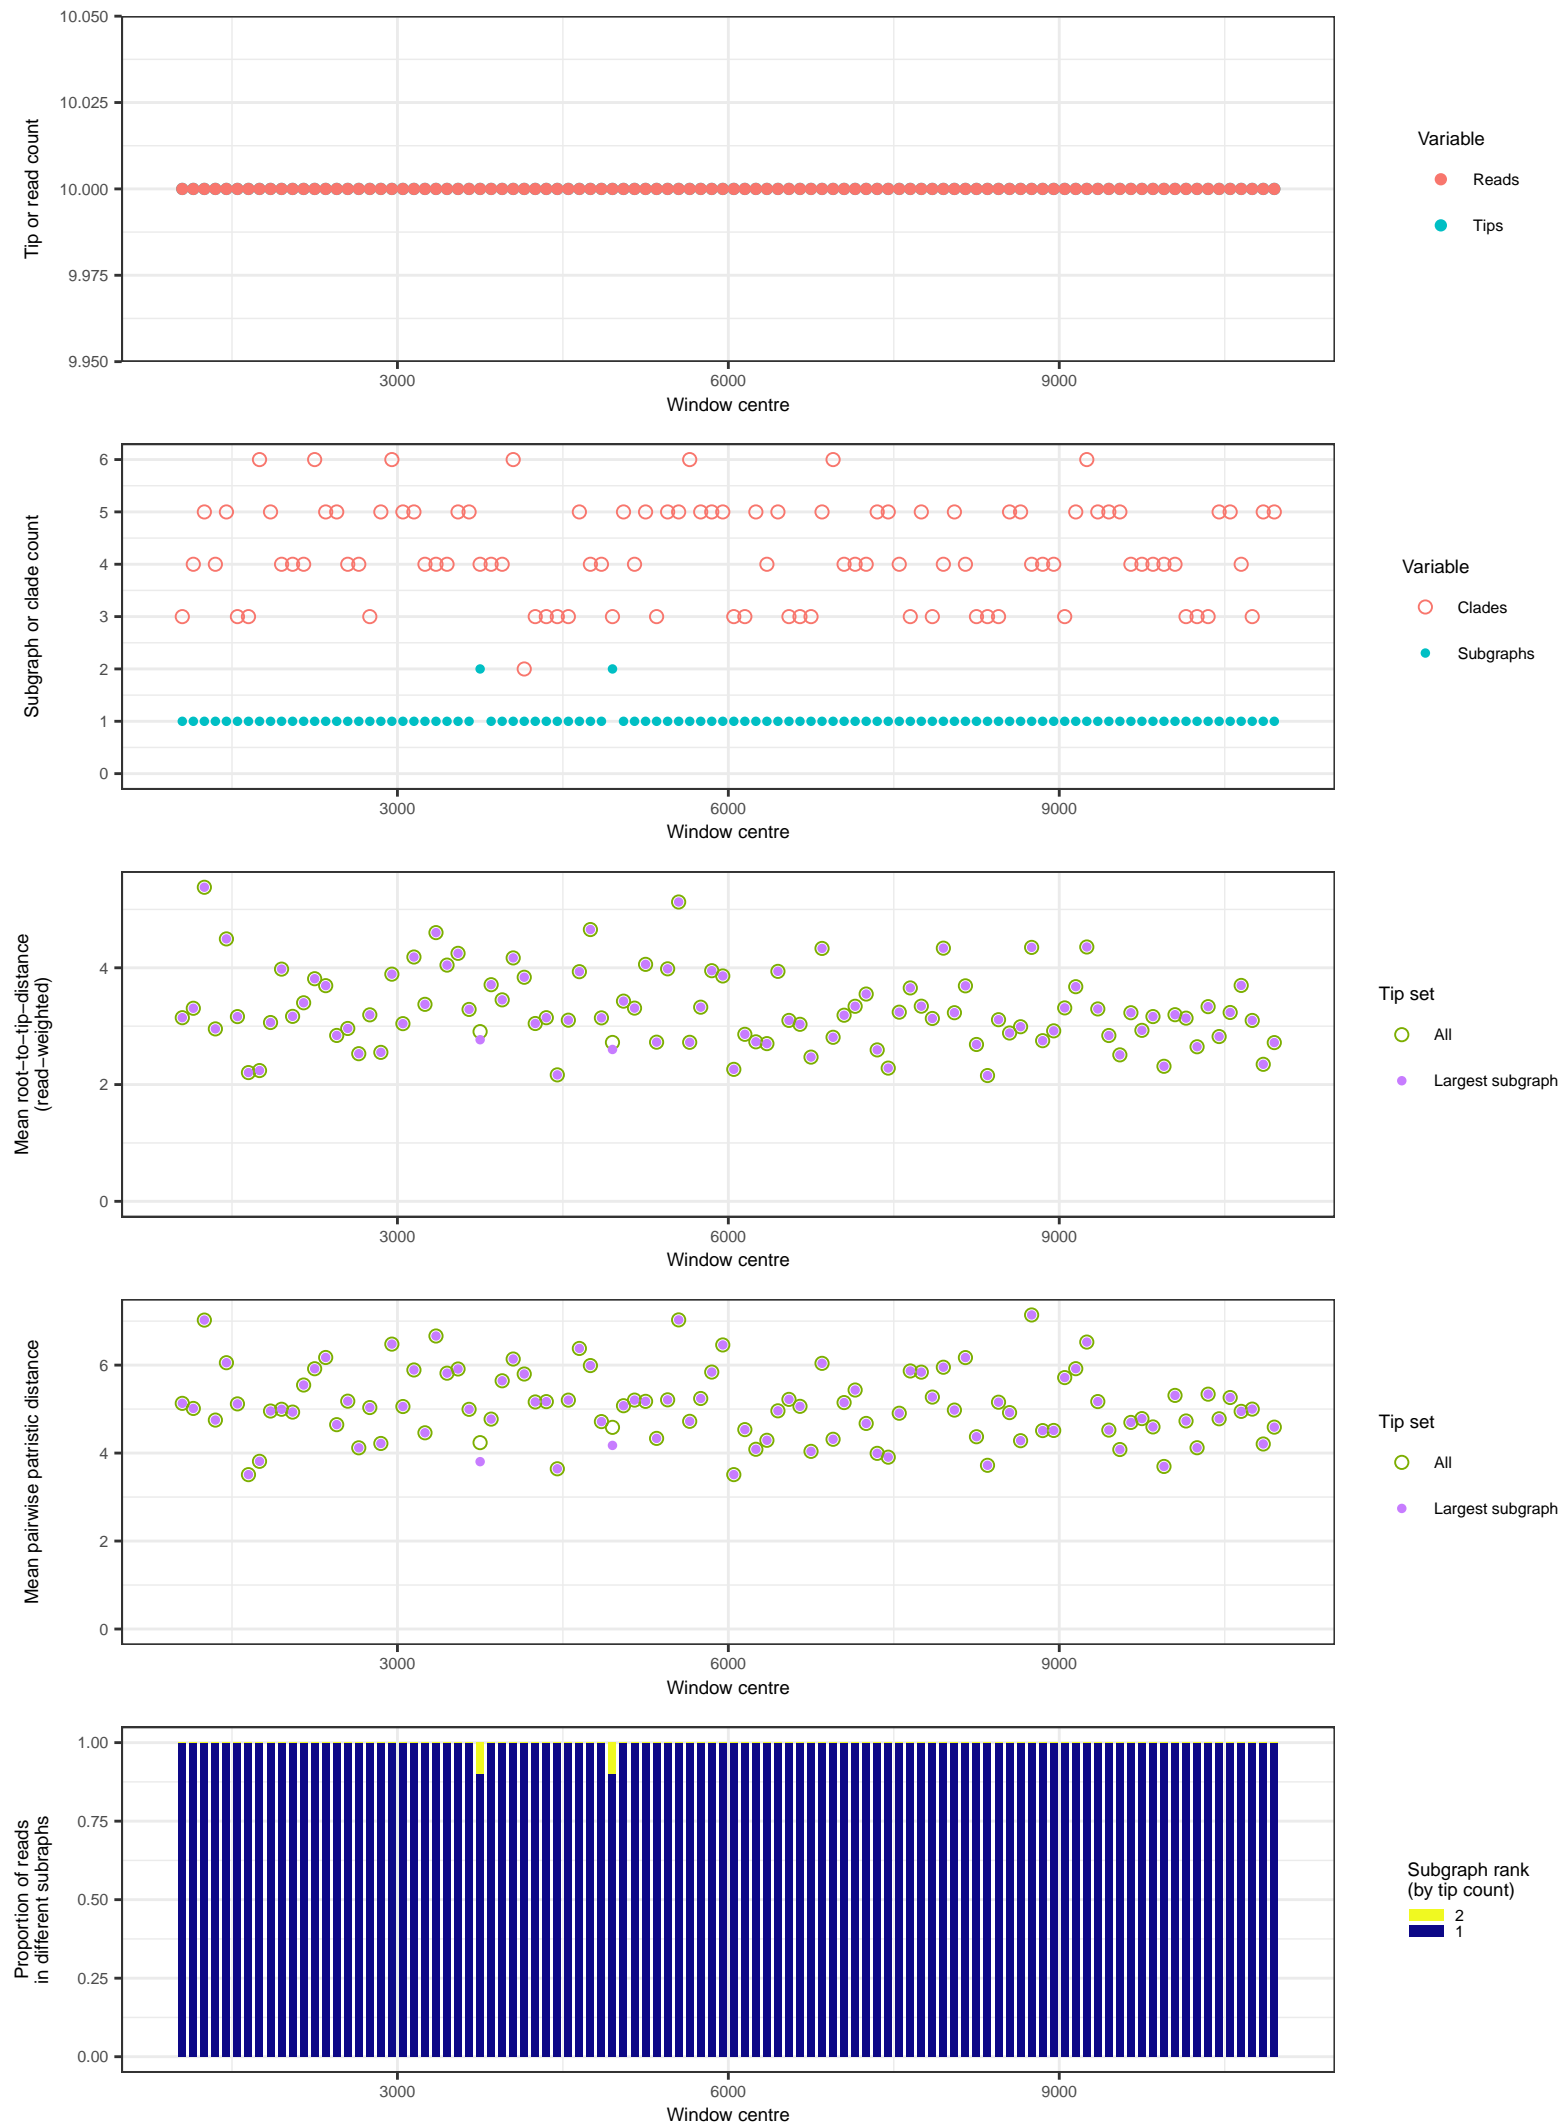 10.050
10.025
10.000
9.975
9.950
Tip or read count
3000 6000 9000
Window centre
Variable
Reads
Tips
6
5
4
3
2
1
0
Subgraph or clade count
3000 6000 9000
Window centre
Variable
Clades
Subgraphs
4
2
0
Mean root−to−tip−distance
(read−weighted)
3000 6000 9000
Window centre
Tip set
All
Largest subgraph
6
4
2
0
Mean pairwise patristic distance
3000 6000 9000
Window centre
Tip set
All
Largest subgraph
1.00
0.75
0.50
0.25
0.00
Proportion of reads
in different subraphs
3000 6000 9000
Window centre
Subgraph rank
(by tip count)
2
1